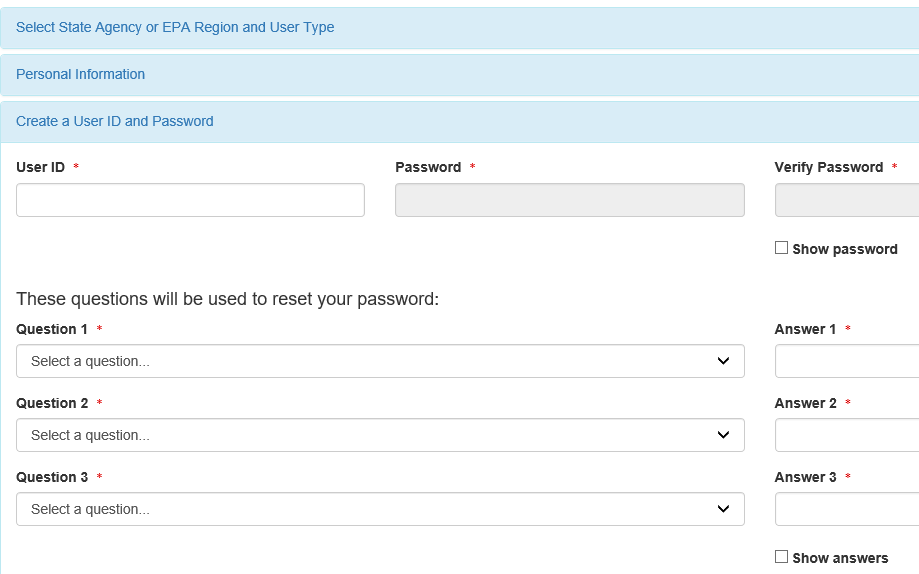 Select State Agency or EPA Region and User Type
Personal Information
Create a User ID and Password
User ID * Password * Verify Password *
Show password
These questions will be used to reset your password:
Question 1 * Answer 1 *
Select a question...
Question 2 * Answer 2 *
Select a question...
Question 3 * Answer 3 *
Select a question...
Show answers